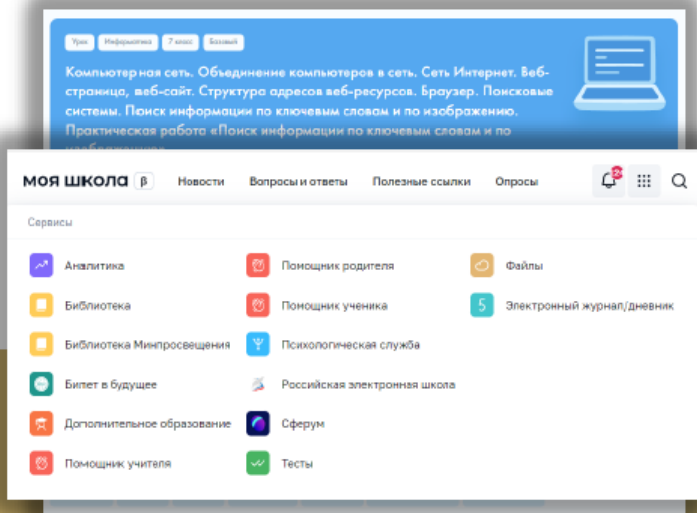 Урок Информатика 7 класс Базовый
Компьютерная сеть. Объединение компьютеров в сеть. Сеть Интернет. Веб-
страница, веб-сайт. Структура адресов веб-ресурсов. Браузер. Поисковые
системы. Поиск информации по ключевым словам и по изображению.
Практическая работа «Поиск информации по ключевым словам и по
МОЯ ШКОЛА β Новости Вопросы и ответы Полезные ссылки Опросы
Сервисы
Аналитика Помощник родителя Файлы
Библиотека Помощник ученика 5 Электронный журнал/дневник
Библиотека Минпросвещения Психологическая служба
Билет в будущее Российская электронная школа
Дополнительное образование Сферум
Помощник учителя Тесты